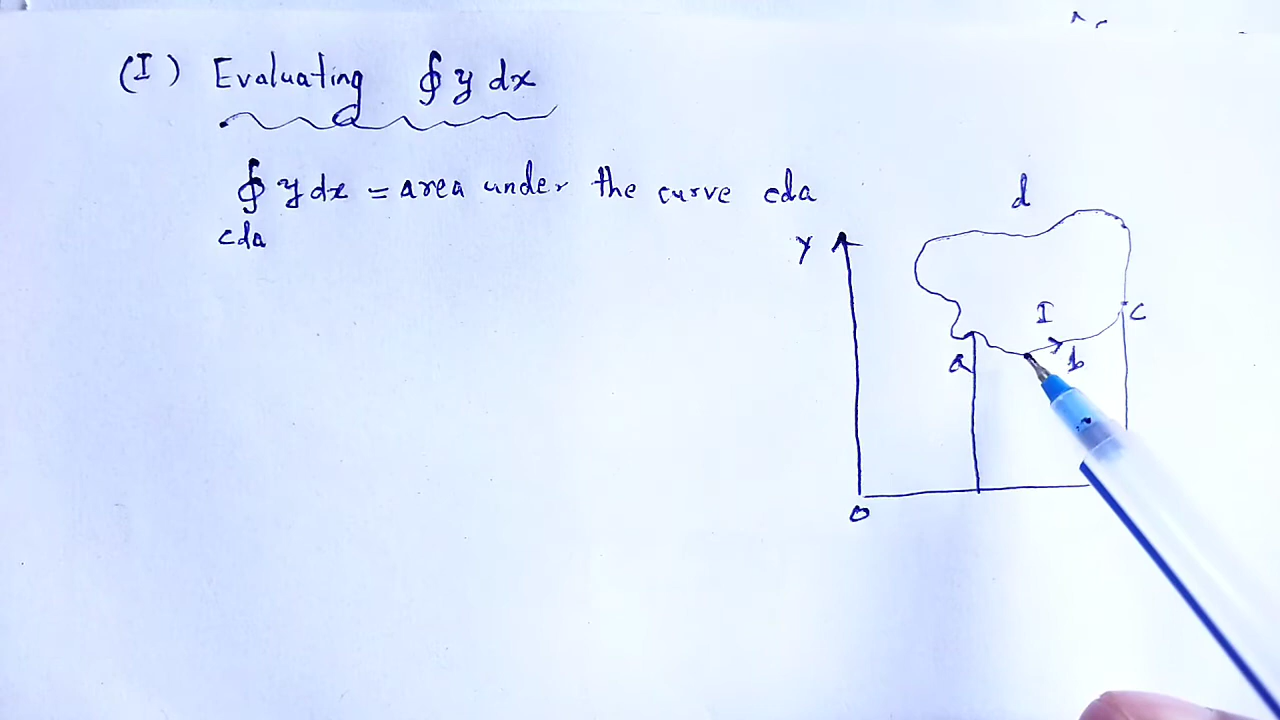 (I) Evaluating ∮ y dx
∮ y dx = area under the curve cda
cda
d
Y
I
c
a
b
O